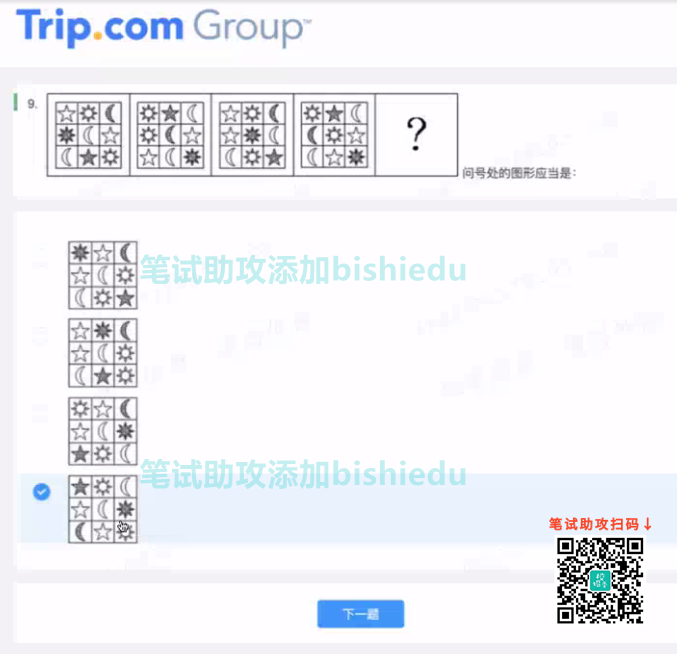 Trip.com Group™
9.
?
问号处的图形应当是：
笔试助攻添加bishiedu
笔试助攻添加bishiedu
笔试助攻扫码↓
下一题